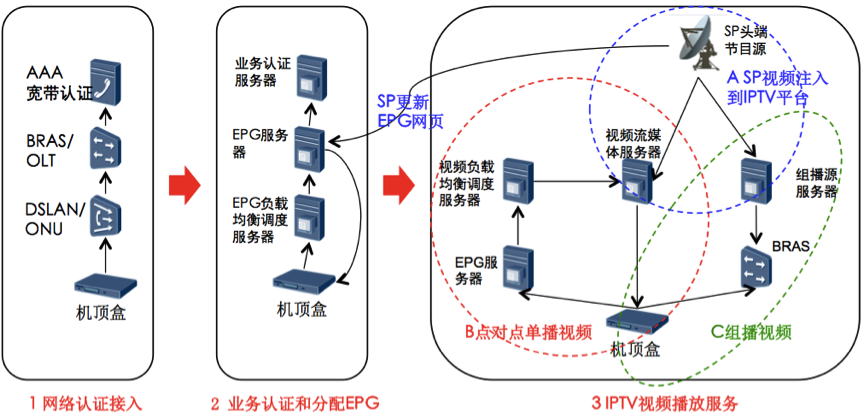 AAA
宽带认证
BRAS/
OLT
DSLAN/
ONU
机顶盒
1 网络认证接入
业务认证
服务器
EPG服务
器
EPG负载
均衡调度
服务器
机顶盒
2 业务认证和分配EPG
SP更新
EPG网页
SP头端
节目源
A SP视频注入
到IPTV平台
视频流媒
体服务器
视频负载
均衡调度
服务器
组播源
服务器
EPG服
务器
BRAS
B点对点单播视频
C组播视频
机顶盒
3 IPTV视频播放服务